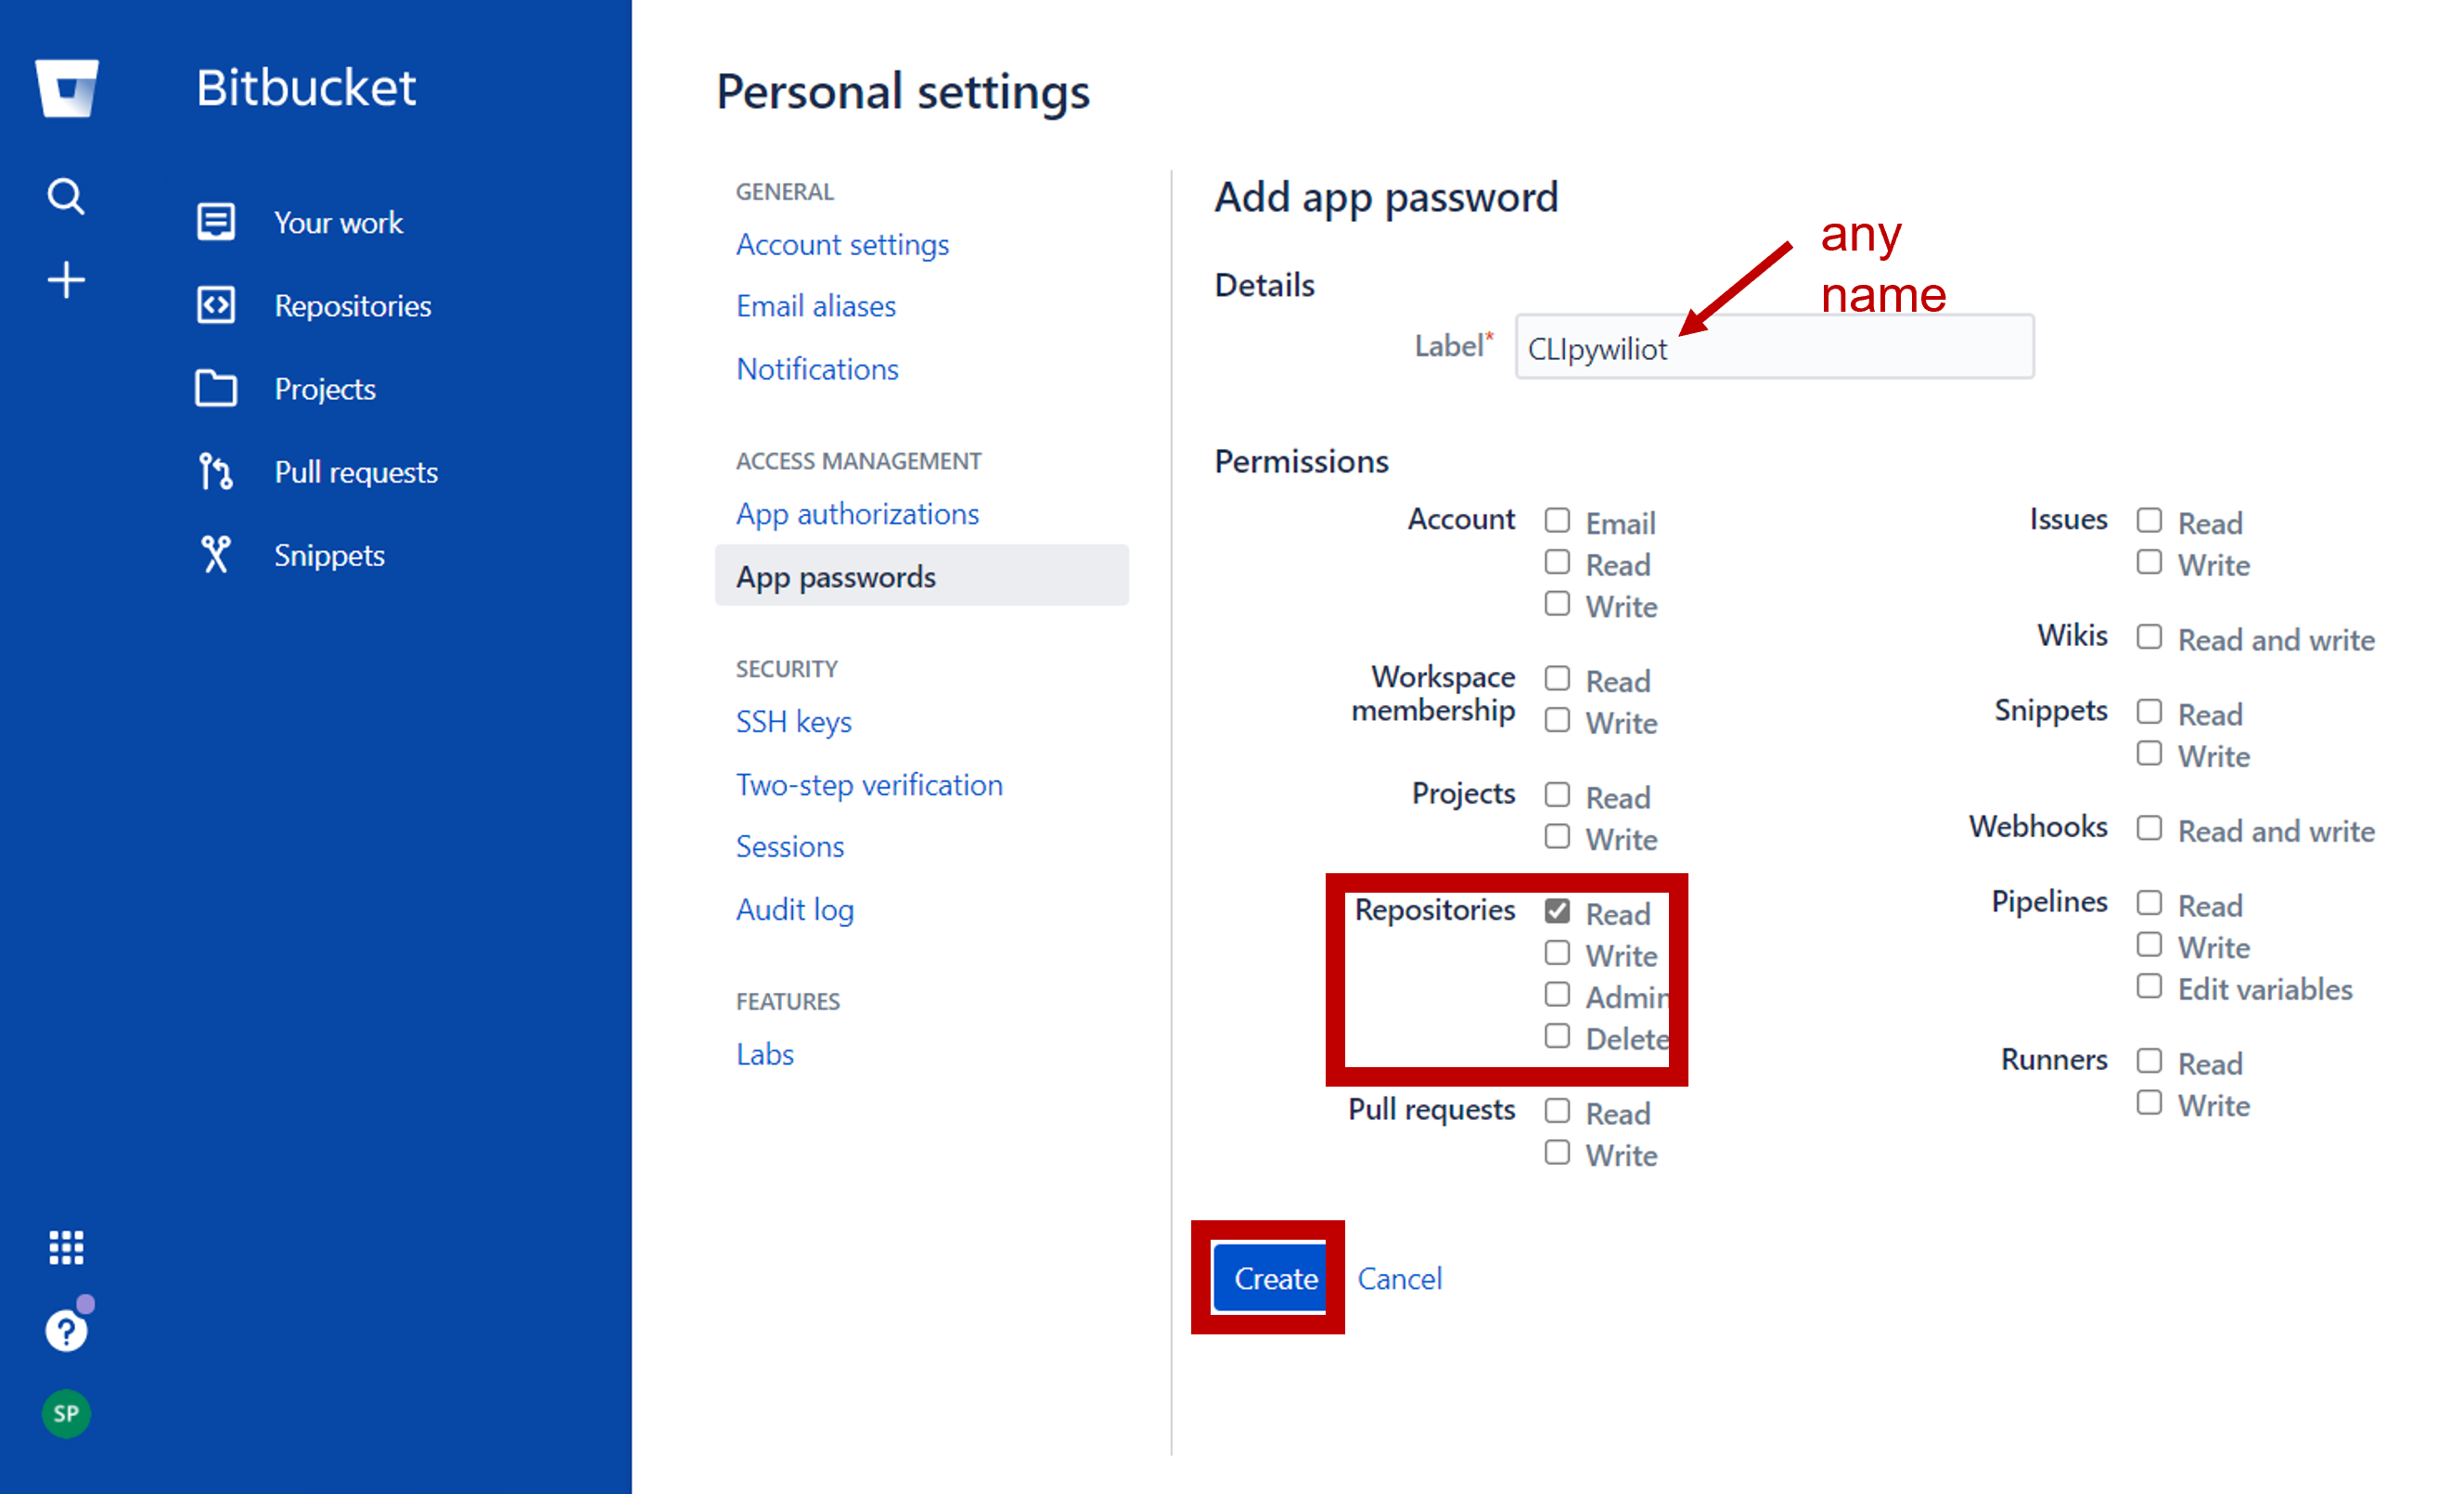 Bitbucket
Your work
Repositories
Projects
Pull requests
Snippets
?
SP
Personal settings
GENERAL
Account settings
Email aliases
Notifications
ACCESS MANAGEMENT
App authorizations
App passwords
SECURITY
SSH keys
Two-step verification
Sessions
Audit log
FEATURES
Labs
Add app password
any
name
Details
Label* CLIpywiliot
Permissions
Account Email
Read
Write
Workspace membership Read
Write
Projects Read
Write
Repositories Read
Write
Admin
Delete
Pull requests Read
Write
Issues Read
Write
Wikis Read and write
Snippets Read
Write
Webhooks Read and write
Pipelines Read
Write
Edit variables
Runners Read
Write
Create Cancel